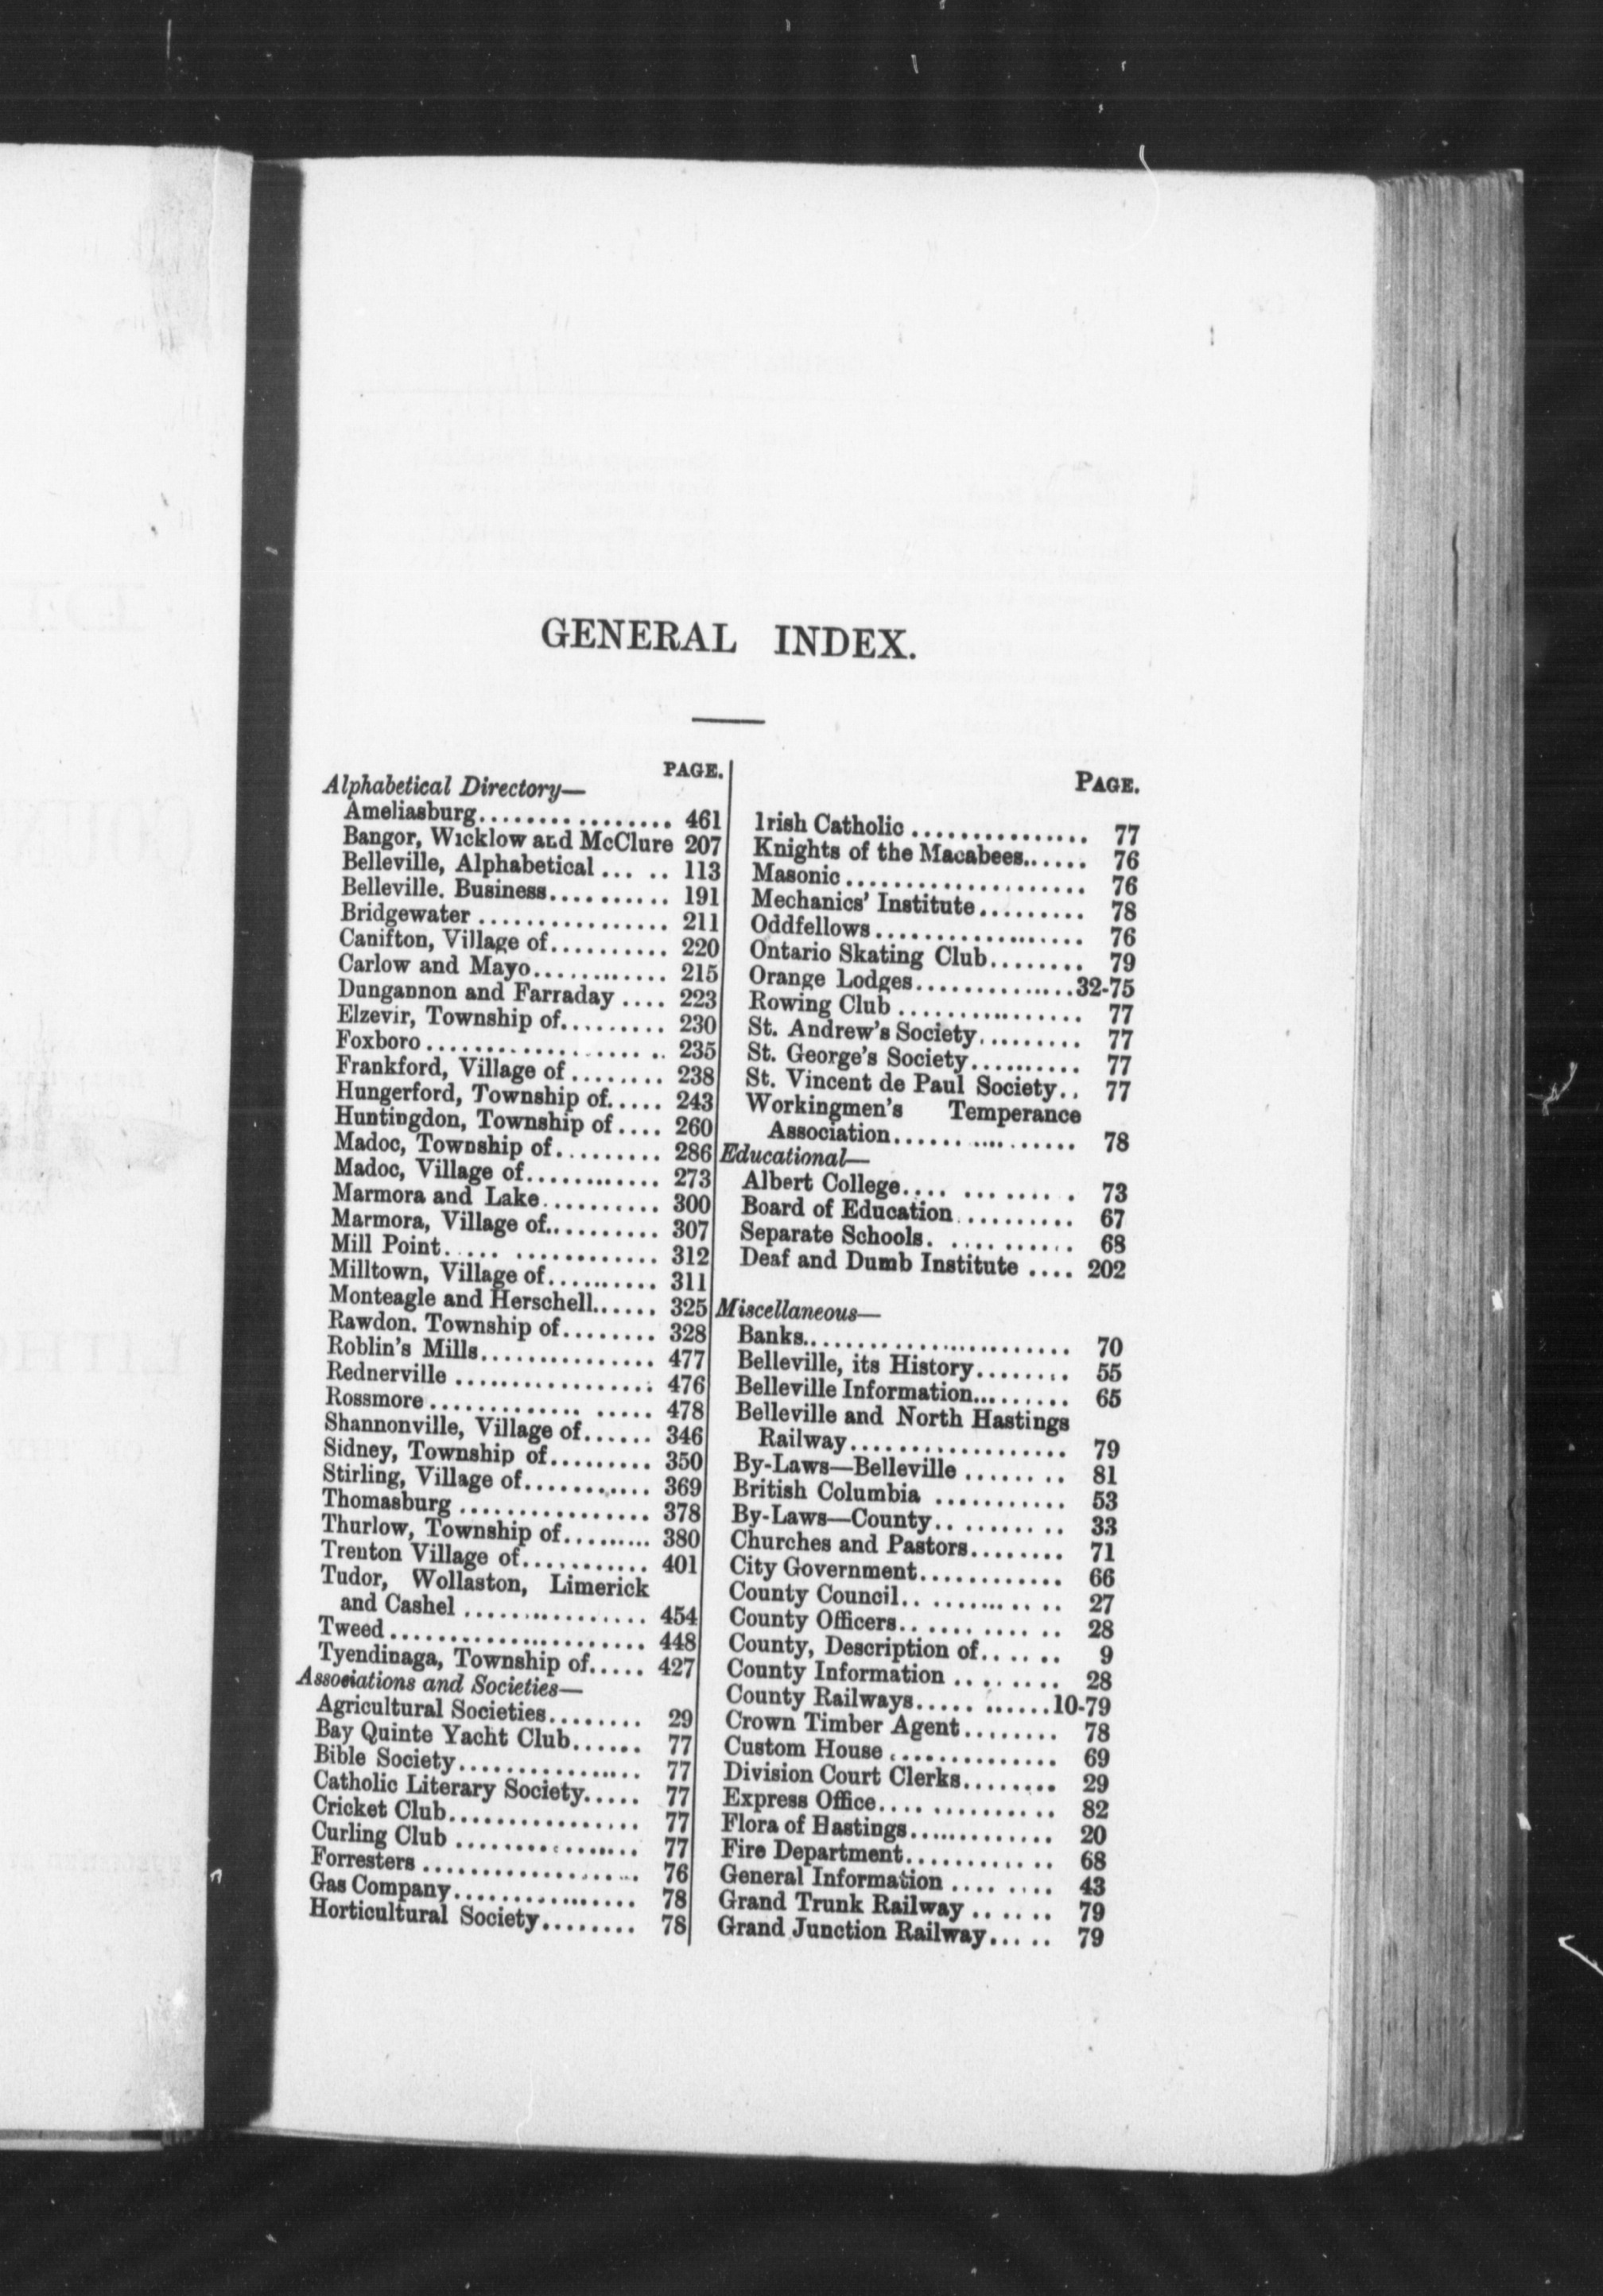 GENERAL INDEX.
PAGE.
Alphabetical Directory—
Ameliasburg................ 461
Bangor, Wicklow and McClure 207
Belleville, Alphabetical ... .. 113
Belleville. Business.......... 191
Bridgewater ................ 211
Canifton, Village of.......... 220
Carlow and Mayo........... 215
Dungannon and Farraday .... 223
Elzevir, Township of......... 230
Foxboro .................... 235
Frankford, Village of ........ 238
Hungerford, Township of..... 243
Huntingdon, Township of .... 260
Madoc, Township of......... 286
Madoc, Village of........... 273
Marmora and Lake.......... 300
Marmora, Village of.......... 307
Mill Point..... ............ 312
Milltown, Village of......... 311
Monteagle and Herschell...... 325
Rawdon. Township of........ 328
Roblin's Mills............... 477
Rednerville ................. 476
Rossmore ............. ..... 478
Shannonville, Village of...... 346
Sidney, Township of......... 350
Stirling, Village of........... 369
Thomasburg ................ 378
Thurlow, Township of......... 380
Trenton Village of........... 401
Tudor, Wollaston, Limerick
and Cashel ................ 454
Tweed ...................... 448
Tyendinaga, Township of..... 427
Associations and Societies—
Agricultural Societies........ 29
Bay Quinte Yacht Club...... 77
Bible Society................ 77
Catholic Literary Society..... 77
Cricket Club................ 77
Curling Club ................ 77
Forresters ................... 76
Gas Company................ 78
Horticultural Society........ 78
PAGE.
Irish Catholic ............... 77
Knights of the Macabees...... 76
Masonic .................... 76
Mechanics' Institute......... 78
Oddfellows .................. 76
Ontario Skating Club........ 79
Orange Lodges..............32-75
Rowing Club ................ 77
St. Andrew's Society......... 77
St. George's Society.......... 77
St. Vincent de Paul Society.. 77
Workingmen's Temperance
Association................ 78
Educational—
Albert College.... ........ . 73
Board of Education .......... 67
Separate Schools. ........... 68
Deaf and Dumb Institute .... 202
Miscellaneous—
Banks....................... 70
Belleville, its History........ 55
Belleville Information........ 65
Belleville and North Hastings
Railway.................. 79
By-Laws—Belleville ........ 81
British Columbia ........... 53
By-Laws—County.. ........ 33
Churches and Pastors........ 71
City Government............ 66
County Council.. ........... 27
County Officers.. .... .... .. 28
County, Description of...... 9
County Information ......... 28
County Railways..... ......10-79
Crown Timber Agent........ 78
Custom House .............. 69
Division Court Clerks........ 29
Express Office.... .......... 82
Flora of Hastings............ 20
Fire Department............ 68
General Information .... .... 43
Grand Trunk Railway ...... 79
Grand Junction Railway..... 79